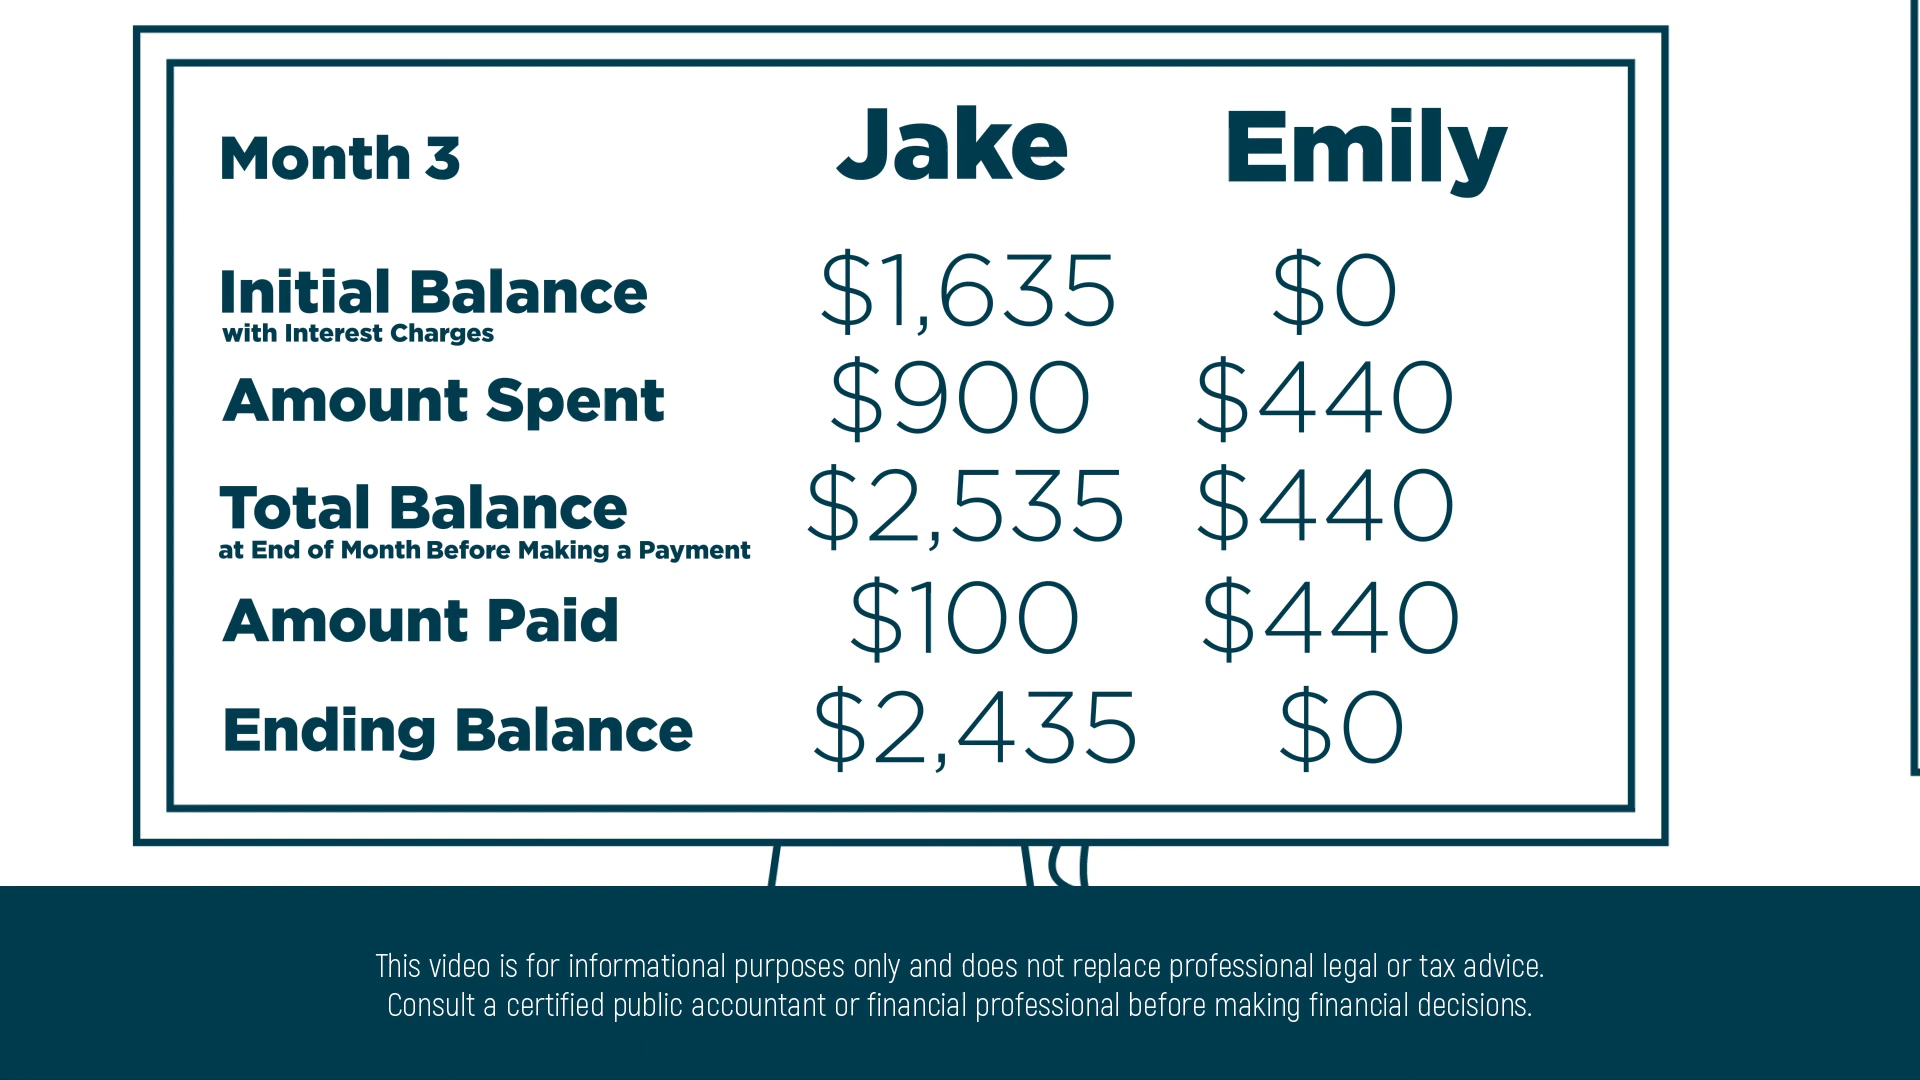 Month 3 Jake Emily
Initial Balance $1,635 $0
with Interest Charges
Amount Spent $900 $440
Total Balance $2,535 $440
at End of Month Before Making a Payment
Amount Paid $100 $440
Ending Balance $2,435 $0
This video is for informational purposes only and does not replace professional legal or tax advice.
Consult a certified public accountant or financial professional before making financial decisions.